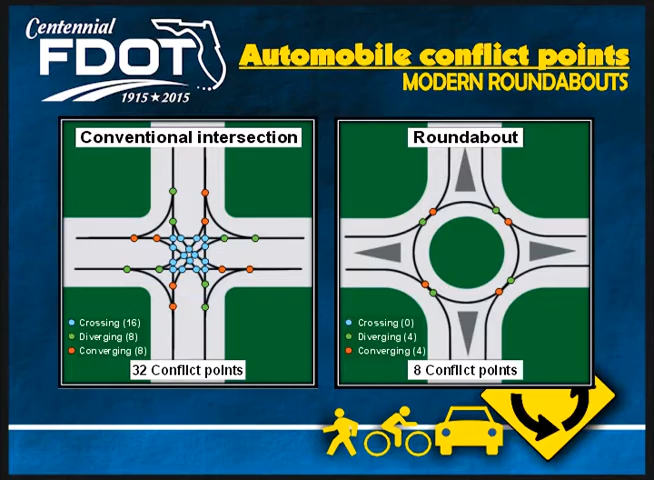 Centennial
FDOT
1915★2015
Automobile conflict points
MODERN ROUNDABOUTS
Conventional intersection
Crossing (16)
Diverging (8)
Converging (8)
32 Conflict points
Roundabout
Crossing (0)
Diverging (4)
Converging (4)
8 Conflict points